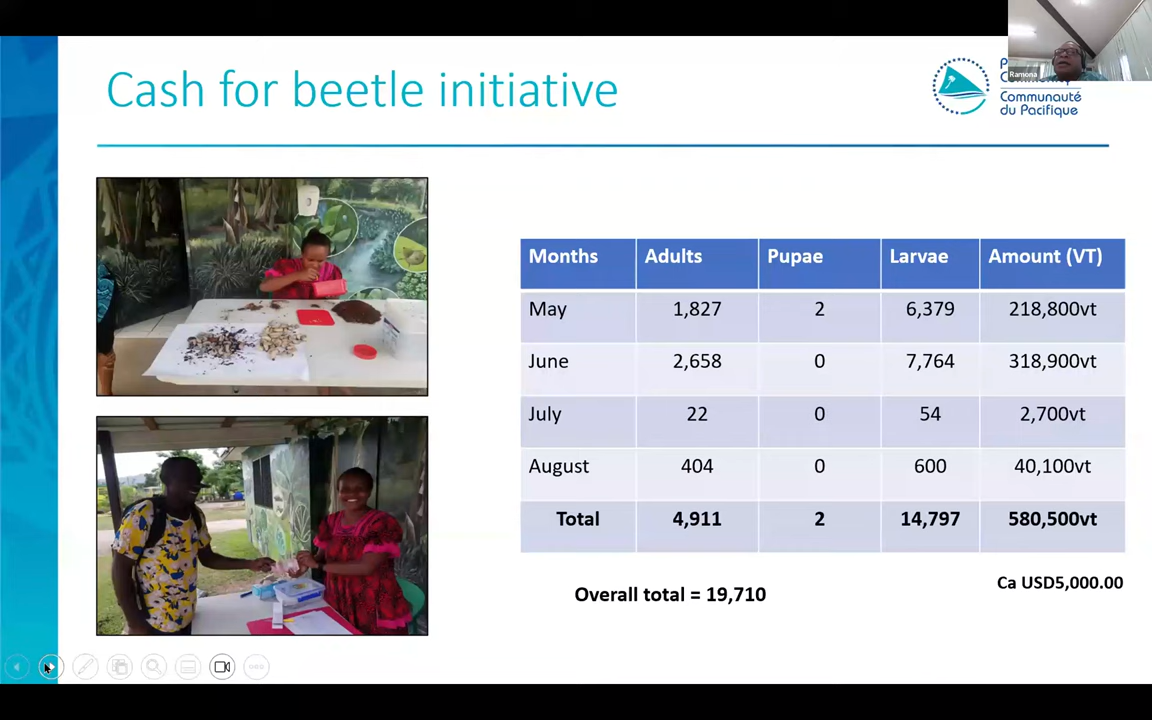 Cash for beetle initiative
Ramona
Communauté
du Pacifique
Months Adults Pupae Larvae Amount (VT)
May 1,827 2 6,379 218,800vt
June 2,658 0 7,764 318,900vt
July 22 0 54 2,700vt
August 404 0 600 40,100vt
Total 4,911 2 14,797 580,500vt
Overall total = 19,710
Ca USD5,000.00